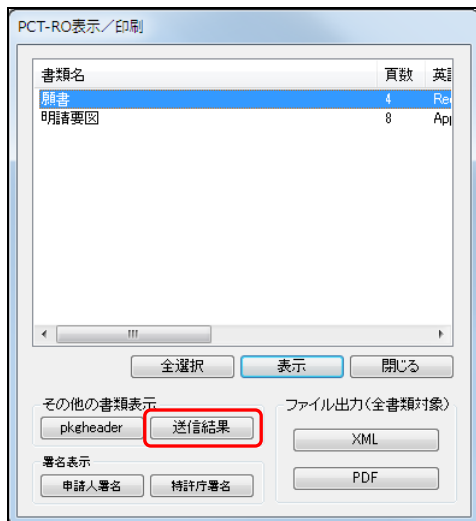 PCT-RO表示／印刷
書類名 頁数 英
願書 4 Re
明請要図 8 Ap
全選択 表示 閉じる
その他の書類表示
pkgheader 送信結果
署名表示
申請人署名 特許庁署名
ファイル出力(全書類対象)
XML
PDF